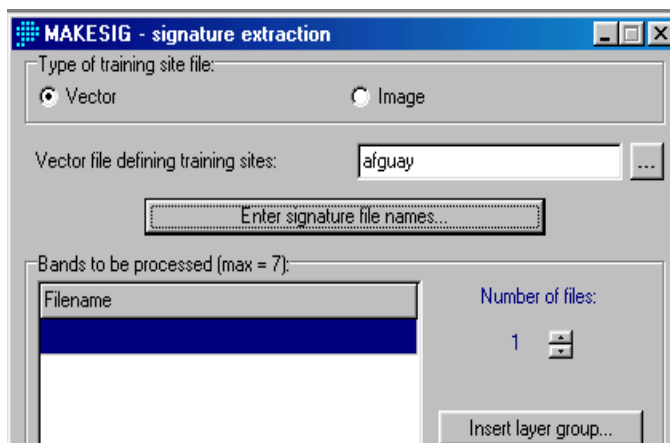 MAKESIG - signature extraction
Type of training site file:
Vector
Image
Vector file defining training sites:
afguay
...
Enter signature file names...
Bands to be processed (max = 7):
Filename
Number of files:
1
Insert layer group...